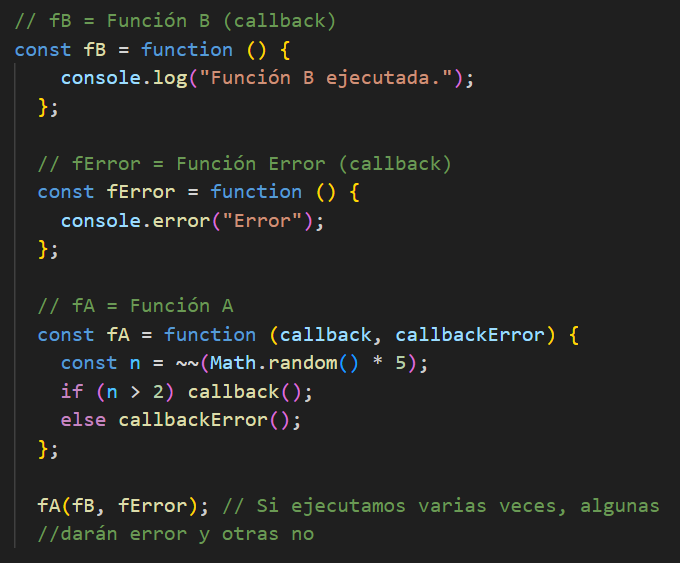 // fB = Función B (callback)
const fB = function () {
    console.log("Función B ejecutada.");
  };

  // fError = Función Error (callback)
  const fError = function () {
    console.error("Error");
  };

  // fA = Función A
  const fA = function (callback, callbackError) {
    const n = ~~(Math.random() * 5);
    if (n > 2) callback();
    else callbackError();
  };

  fA(fB, fError); // Si ejecutamos varias veces, algunas
  //darán error y otras no